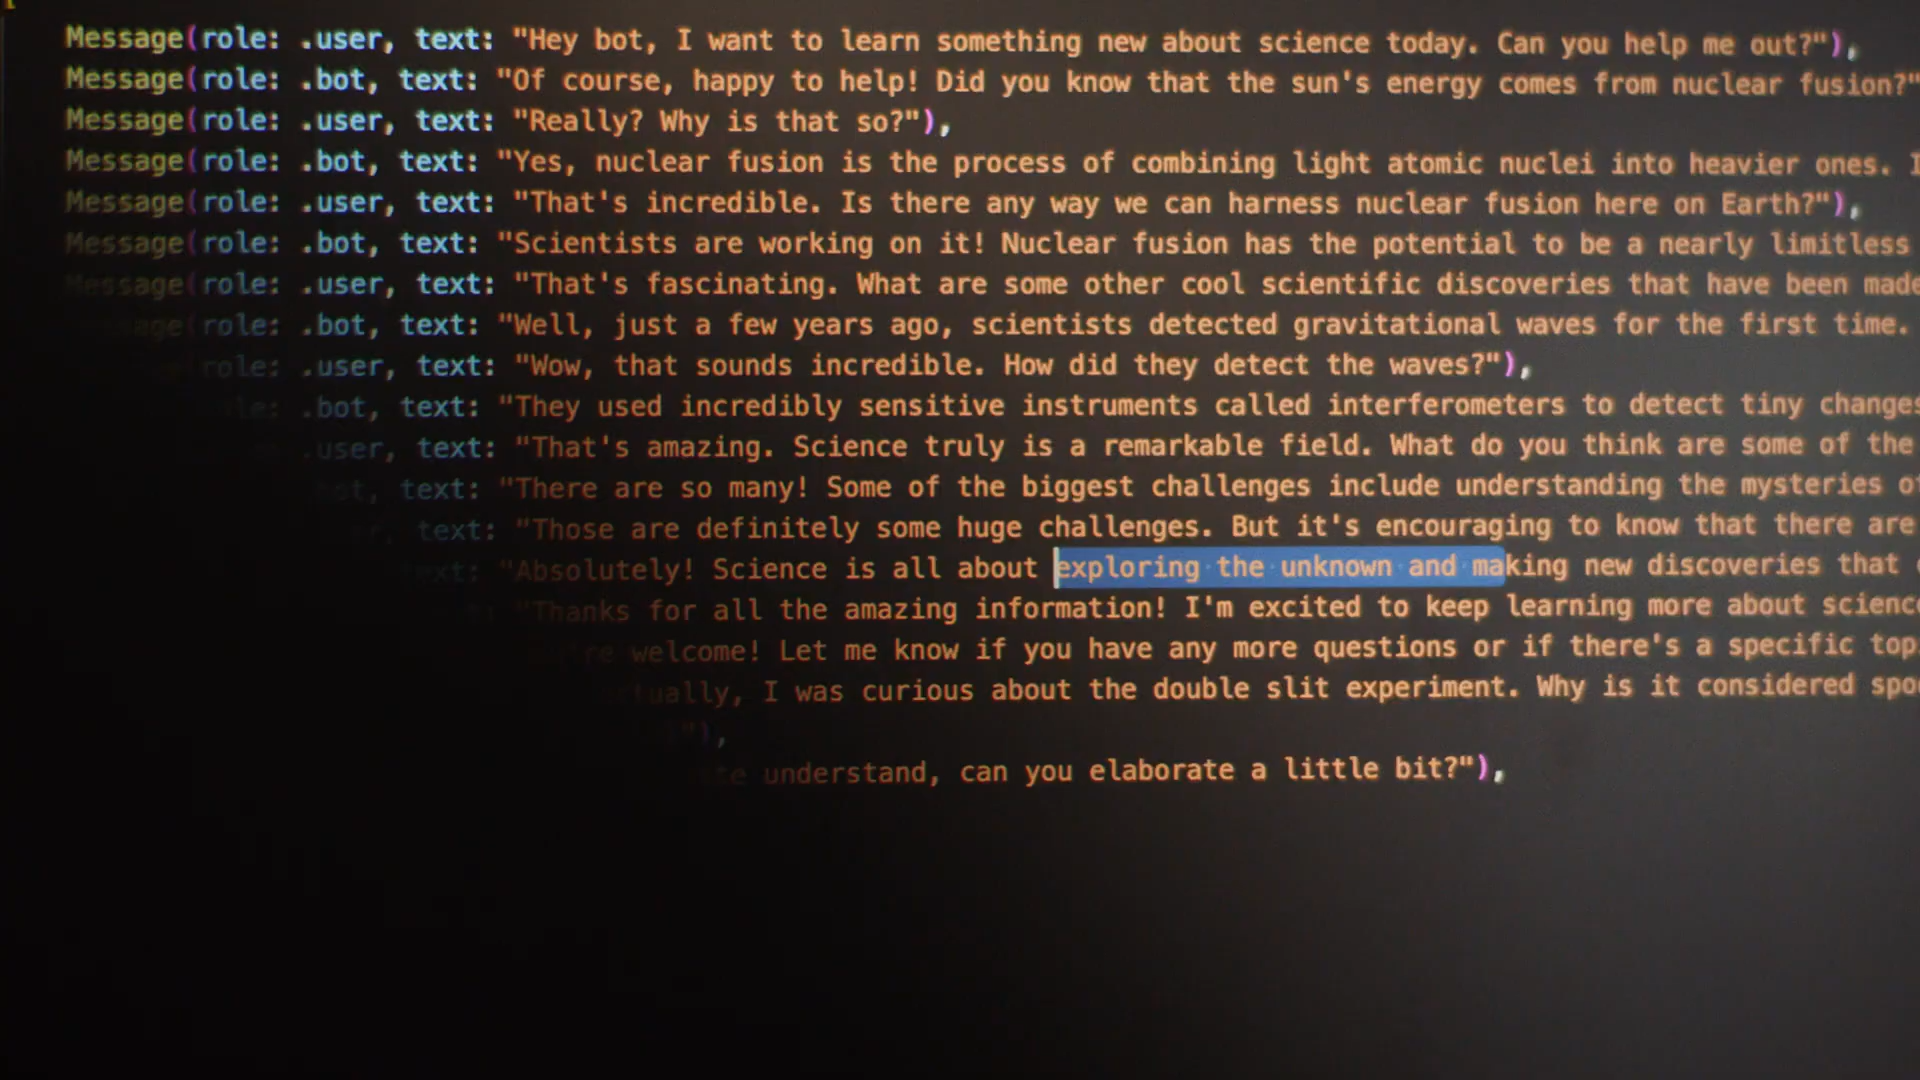 Message(role: .user, text: "Hey bot, I want to learn something new about science today. Can you help me out?"),
Message(role: .bot, text: "Of course, happy to help! Did you know that the sun's energy comes from nuclear fusion?"
Message(role: .user, text: "Really? Why is that so?"),
Message(role: .bot, text: "Yes, nuclear fusion is the process of combining light atomic nuclei into heavier ones.
Message(role: .user, text: "That's incredible. Is there any way we can harness nuclear fusion here on Earth?"),
Message(role: .bot, text: "Scientists are working on it! Nuclear fusion has the potential to be a nearly limitless
Message(role: .user, text: "That's fascinating. What are some other cool scientific discoveries that have been made
Message(role: .bot, text: "Well, just a few years ago, scientists detected gravitational waves for the first time.
role: .user, text: "Wow, that sounds incredible. How did they detect the waves?"),
.bot, text: "They used incredibly sensitive instruments called interferometers to detect tiny changes
.user, text: "That's amazing. Science truly is a remarkable field. What do you think are some of the
text: "There are so many! Some of the biggest challenges include understanding the mysteries
text: "Those are definitely some huge challenges. But it's encouraging to know that there are
text: "Absolutely! Science is all about exploring the unknown and making new discoveries that
"Thanks for all the amazing information! I'm excited to keep learning more about science
welcome! Let me know if you have any more questions or if there's a specific
I was curious about the double slit experiment. Why is it considered
"),
understand, can you elaborate a little bit?"),